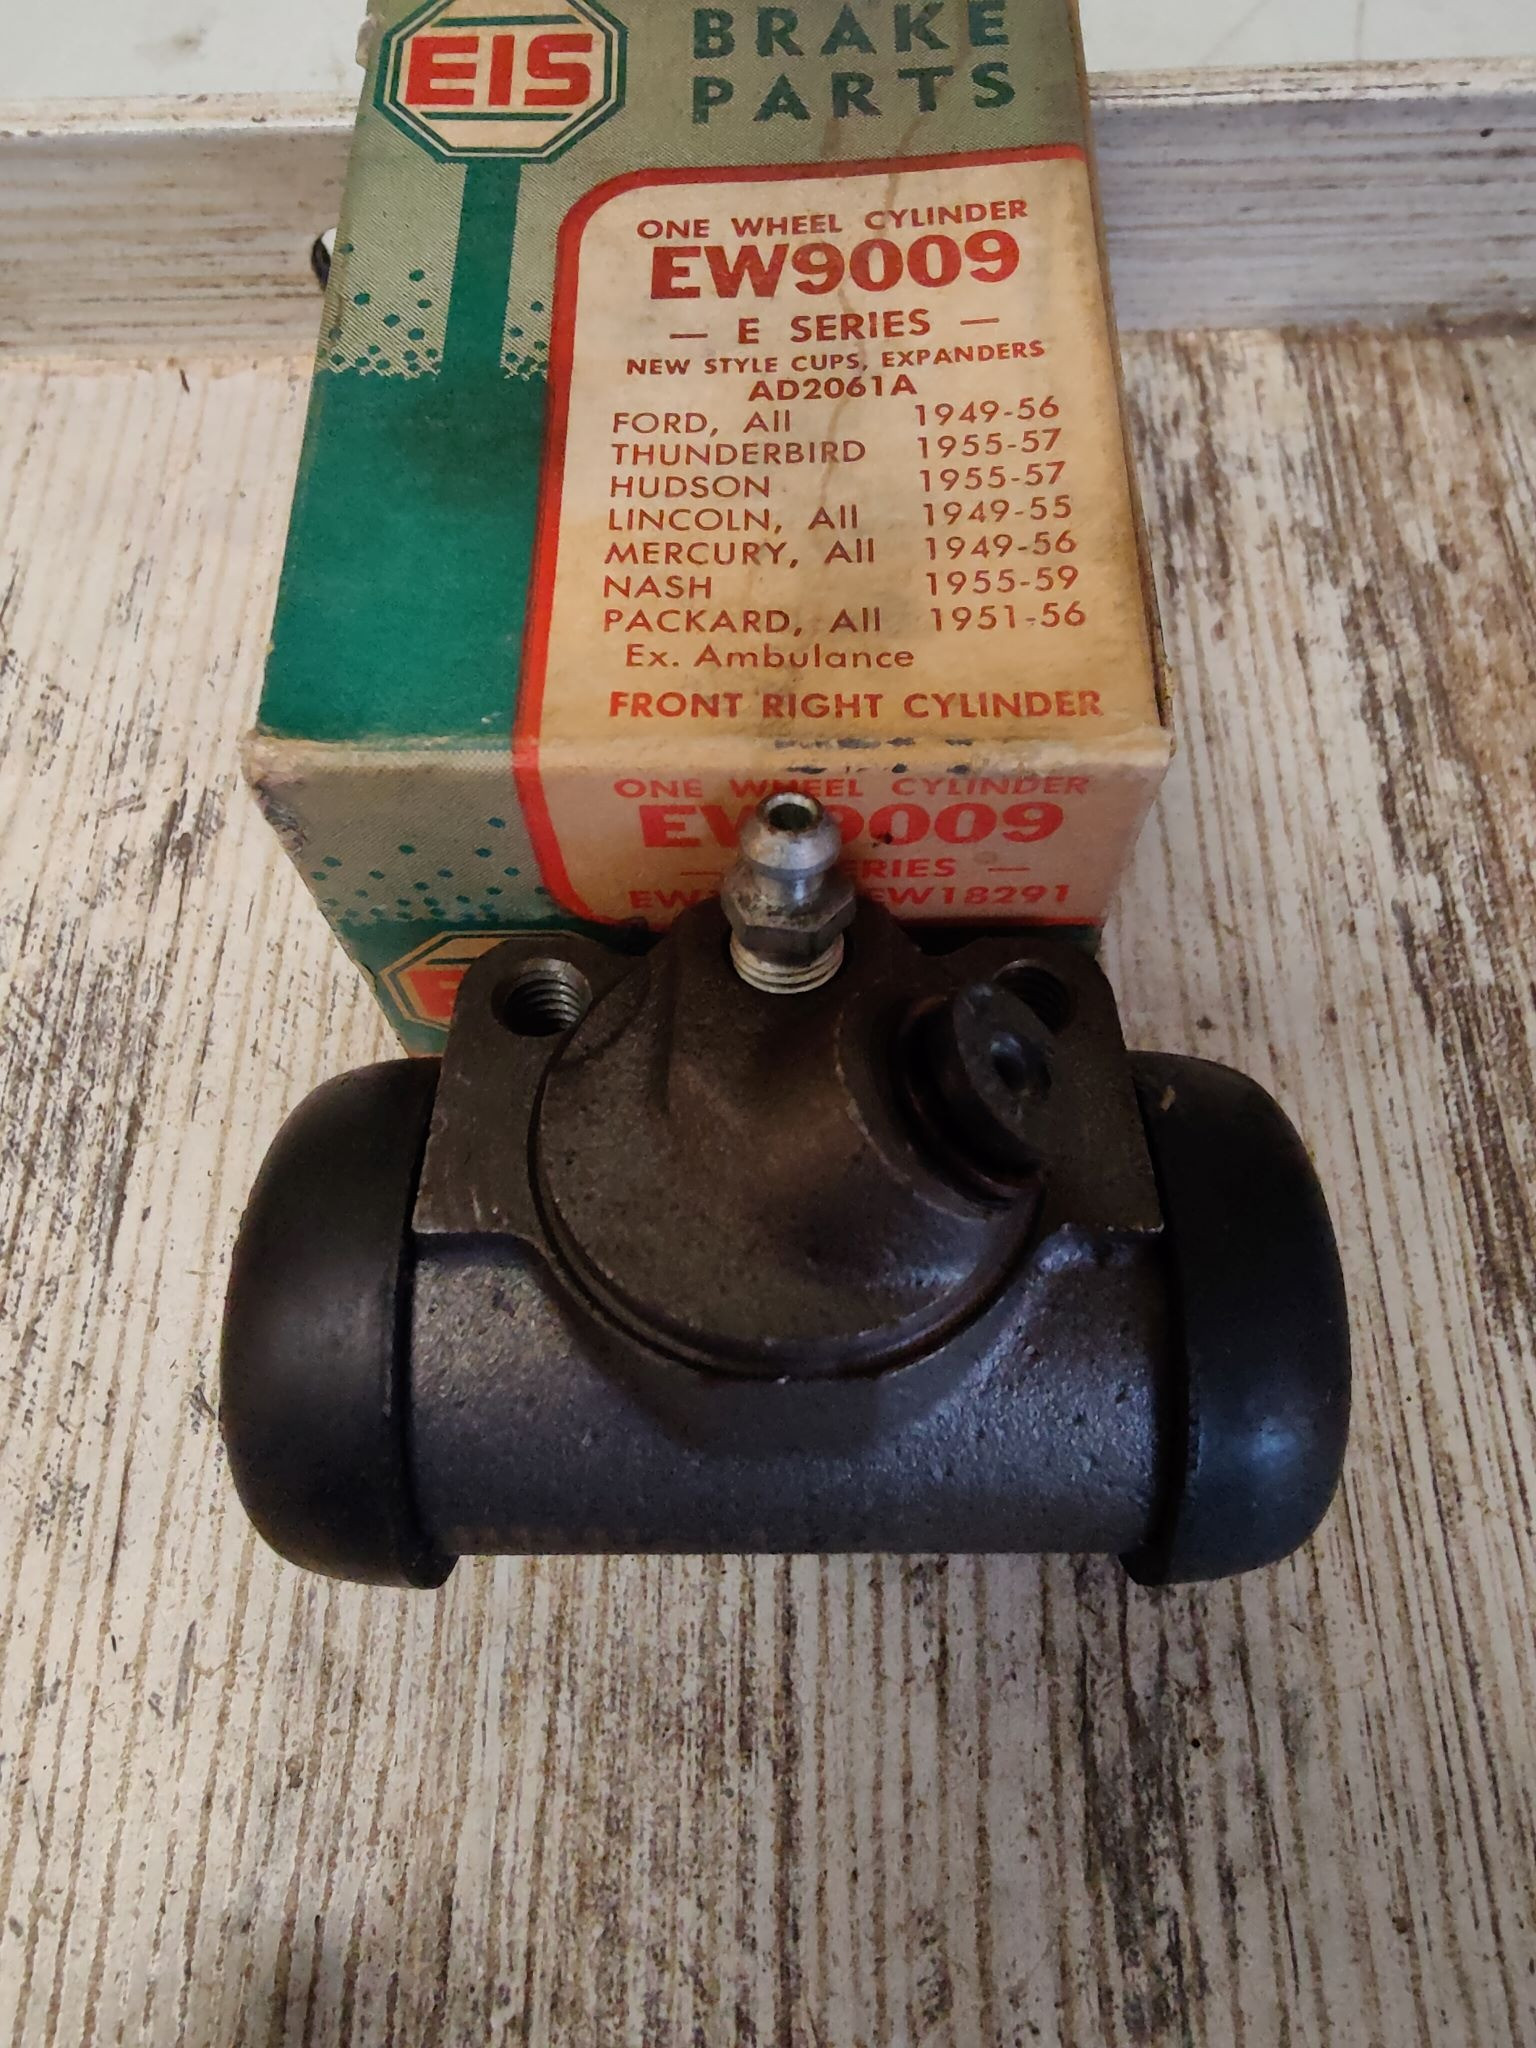 EIS
BRAKE
PARTS
ONE WHEEL CYLINDER
EW9009
— E SERIES —
NEW STYLE CUPS, EXPANDERS
AD2061A
FORD, All 1949-56
THUNDERBIRD 1955-57
HUDSON 1955-57
LINCOLN, All 1949-55
MERCURY, All 1949-56
NASH 1955-59
PACKARD, All 1951-56
Ex. Ambulance
FRONT RIGHT CYLINDER
ONE WHEEL CYLINDER
EW9009
EW18291